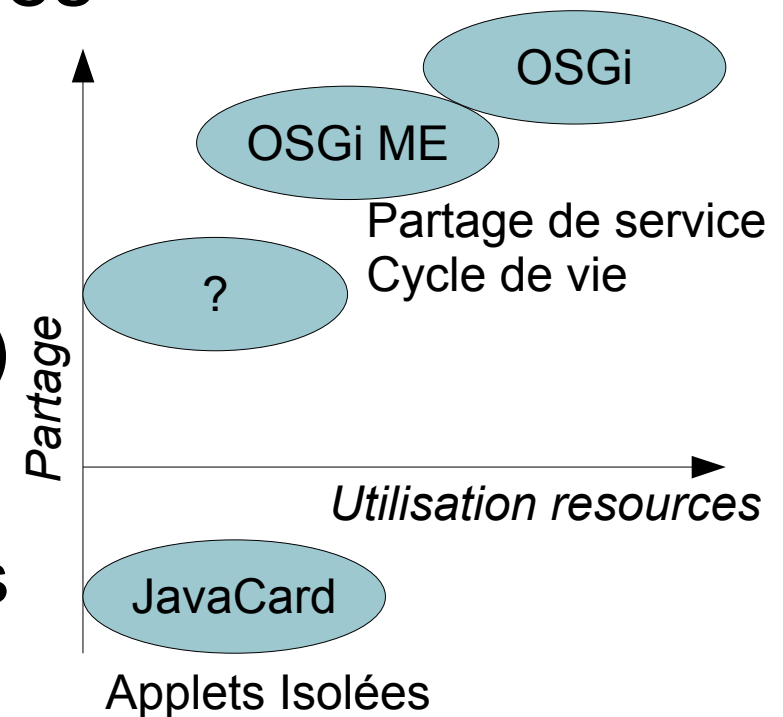 OSGi
OSGi ME
Partage de service
Cycle de vie
?
Partage
Utilisation resources
JavaCard
Applets Isolées